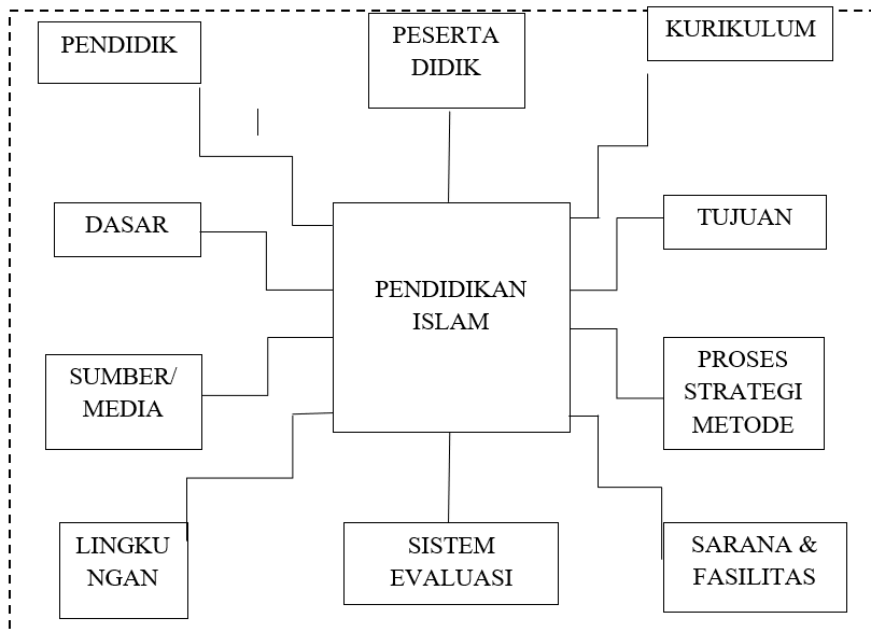 PENDIDIK
PESERTA
DIDIK
KURIKULUM
DASAR
PENDIDIKAN
ISLAM
TUJUAN
SUMBER/
MEDIA
PROSES
STRATEGI
METODE
LINGKU
NGAN
SISTEM
EVALUASI
SARANA &
FASILITAS